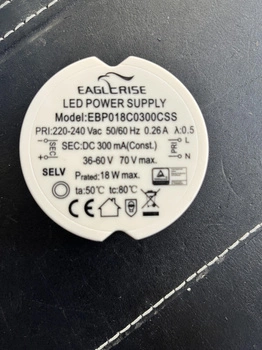 EAGLERISE
LED POWER SUPPLY
Model:EBP018C0300CSS
PRI:220-240 Vac 50/60 Hz 0.26 A λ:0.5
- SEC SEC:DC 300 mA(Const.) PRI L
+ 36-60 V 70 V max. N
SELV Prated:18 W max.
ta:50℃ tc:80℃
CE